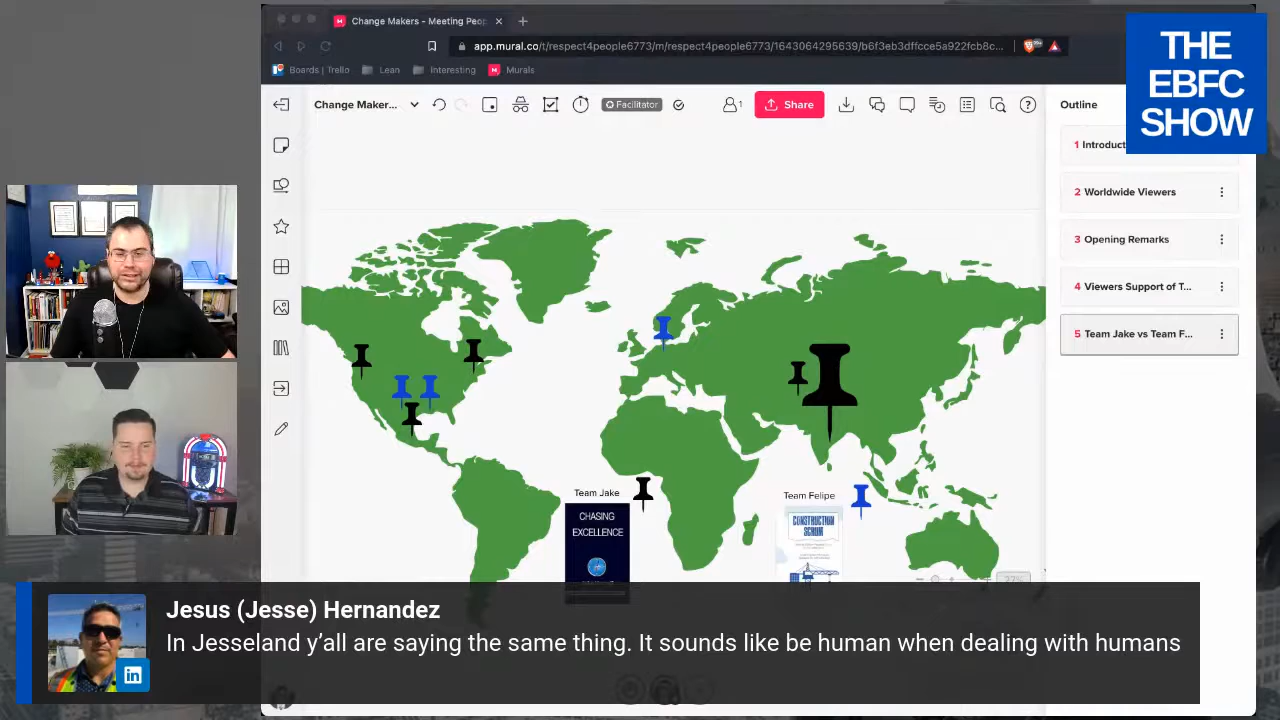 Change Makers - Meeting Peop
app.mural.co/t/respect4people6773/m/respect4people6773/1643064295639/b6f3eb3dffcce5a922fcb8c...
Boards | Trello
Lean
Interesting
Murals
THE
EBFC
SHOW
Change Maker...
Facilitator
1
Share
Outline
1 Introduct
2 Worldwide Viewers
3 Opening Remarks
4 Viewers Support of T...
5 Team Jake vs Team F...
Team Jake
CHASING
EXCELLENCE
Team Felipe
CONSTRUCTION
SCRUM
Jesus (Jesse) Hernandez
In Jesseland y’all are saying the same thing. It sounds like be human when dealing with humans
in